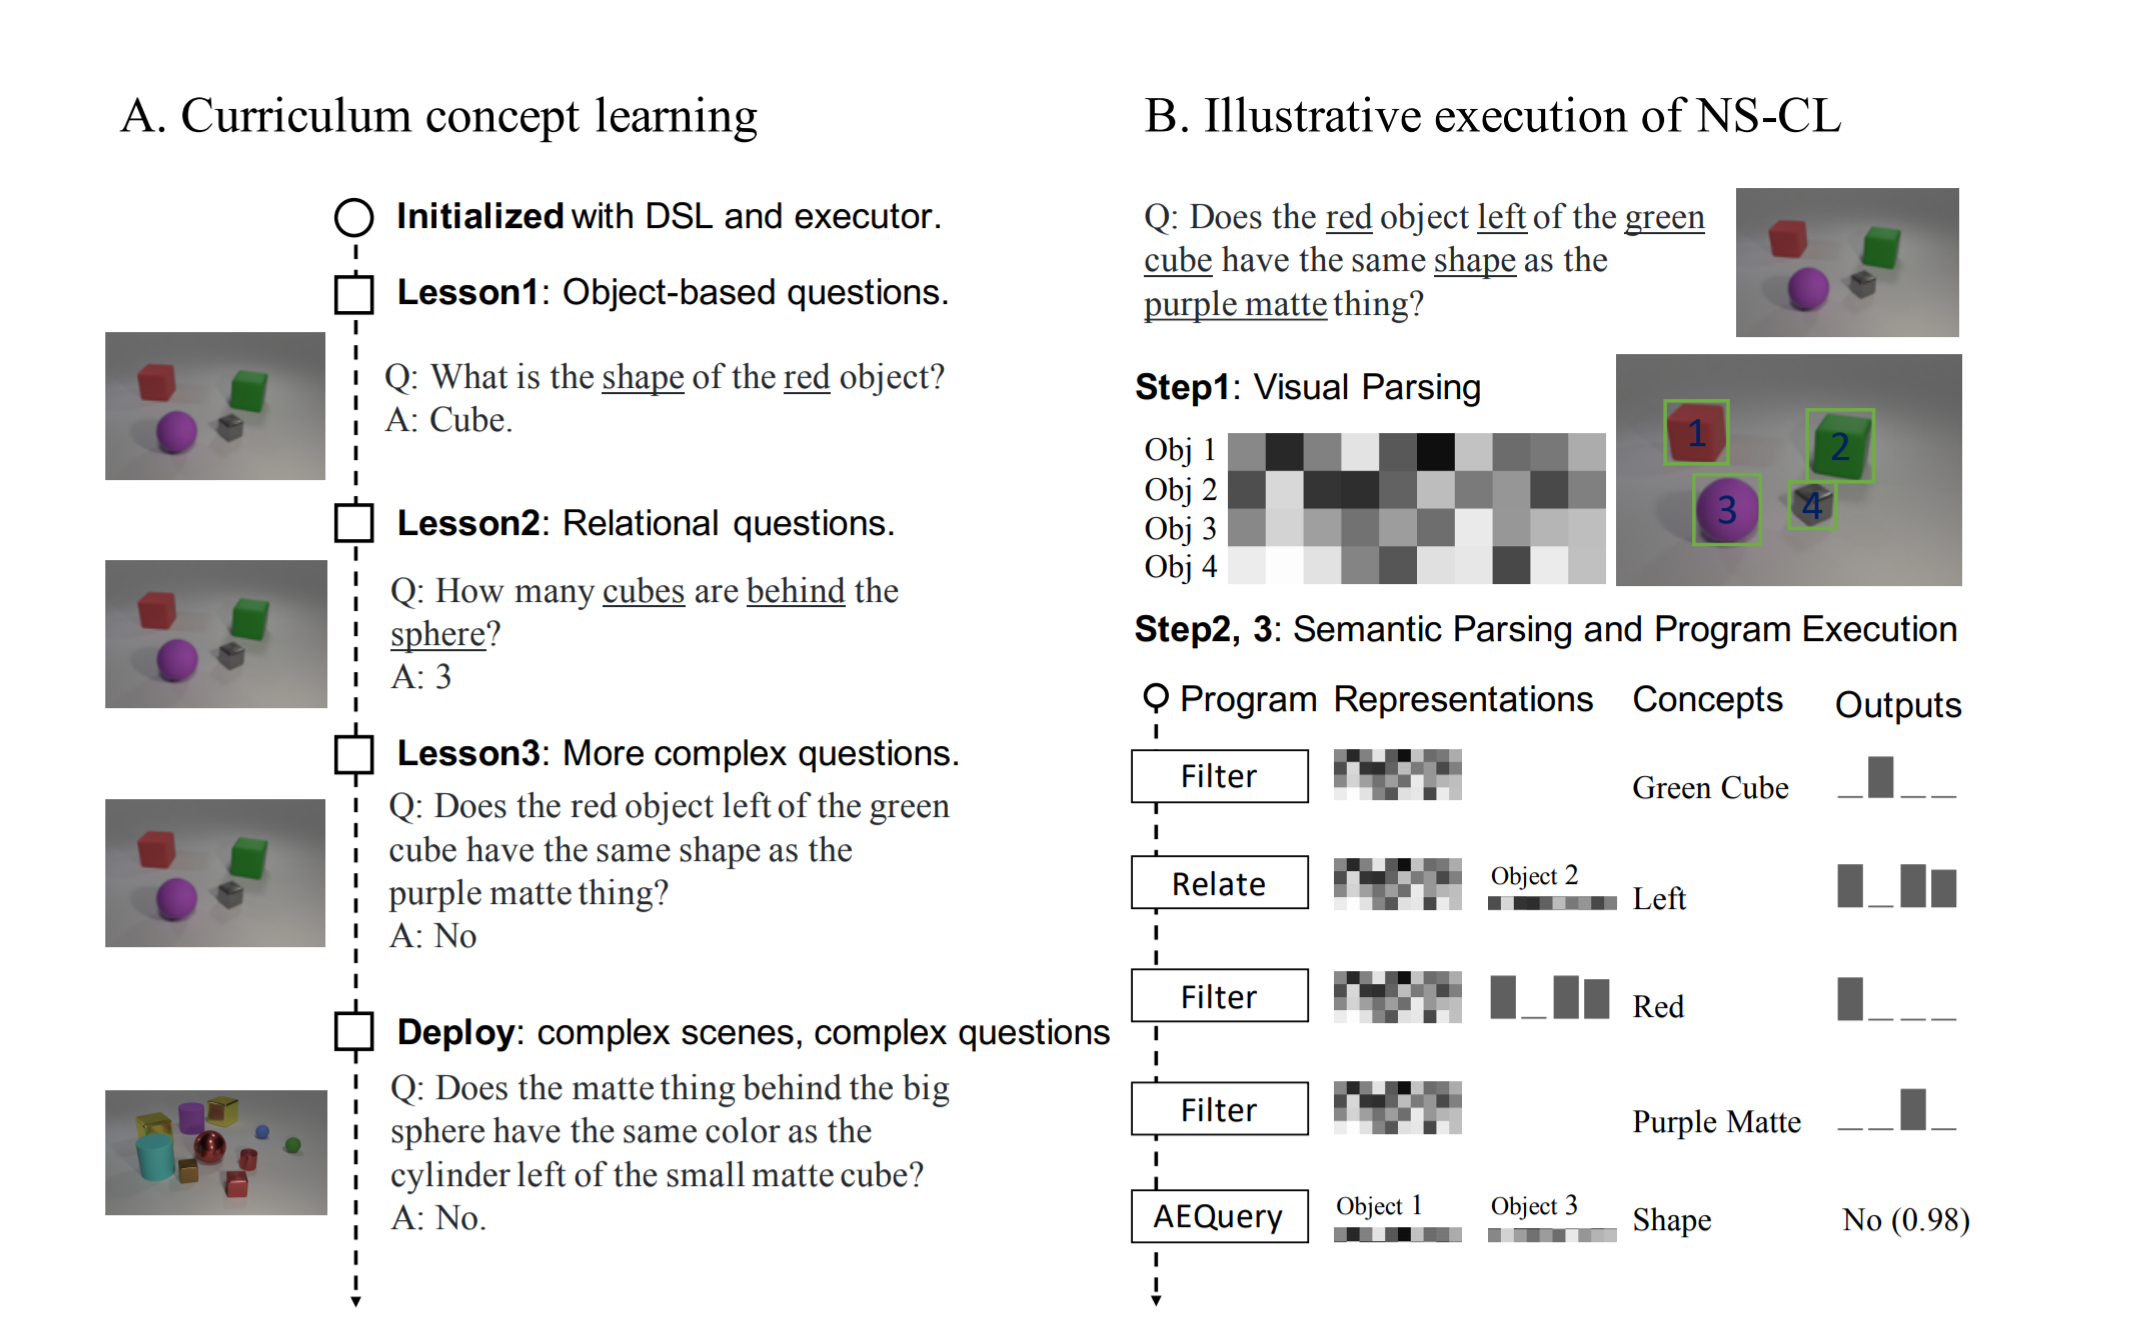 A. Curriculum concept learning
Initialized with DSL and executor.
Lesson1: Object-based questions.
Q: What is the shape of the red object?
A: Cube.
Lesson2: Relational questions.
Q: How many cubes are behind the
sphere?
A: 3
Lesson3: More complex questions.
Q: Does the red object left of the green
cube have the same shape as the
purple matte thing?
A: No
Deploy: complex scenes, complex questions
Q: Does the matte thing behind the big
sphere have the same color as the
cylinder left of the small matte cube?
A: No.
B. Illustrative execution of NS-CL
Q: Does the red object left of the green
cube have the same shape as the
purple matte thing?
Step1: Visual Parsing
Obj 1
Obj 2
Obj 3
Obj 4
1
2
3
4
Step2, 3: Semantic Parsing and Program Execution
Program Representations Concepts Outputs
Filter Green Cube
Relate Object 2 Left
Filter Red
Filter Purple Matte
AEQuery Object 1 Object 3 Shape No (0.98)